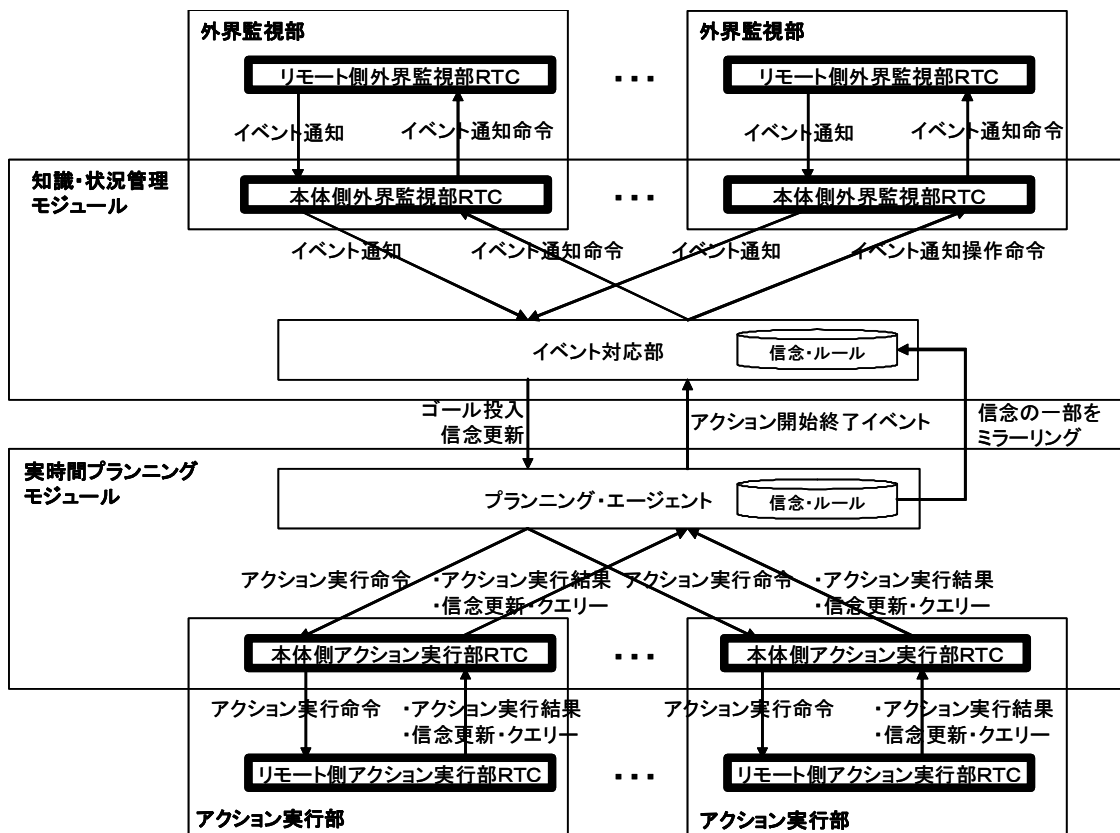 外界監視部
外界監視部
リモート側外界監視部RTC
・・・
リモート側外界監視部RTC
イベント通知
イベント通知命令
イベント通知
イベント通知命令
知識・状況管理
モジュール
本体側外界監視部RTC
・・・
本体側外界監視部RTC
イベント通知
イベント通知命令
イベント通知
イベント通知操作命令
イベント対応部
信念・ルール
ゴール投入
信念更新
アクション開始終了イベント
信念の一部を
ミラーリング
実時間プランニング
モジュール
プランニング・エージェント
信念・ルール
アクション実行命令
・アクション実行結果
・信念更新・クエリー
アクション実行命令
・アクション実行結果
・信念更新・クエリー
本体側アクション実行部RTC
・・・
本体側アクション実行部RTC
アクション実行命令
・アクション実行結果
・信念更新・クエリー
アクション実行命令
・アクション実行結果
・信念更新・クエリー
リモート側アクション実行部RTC
・・・
リモート側アクション実行部RTC
アクション実行部
アクション実行部